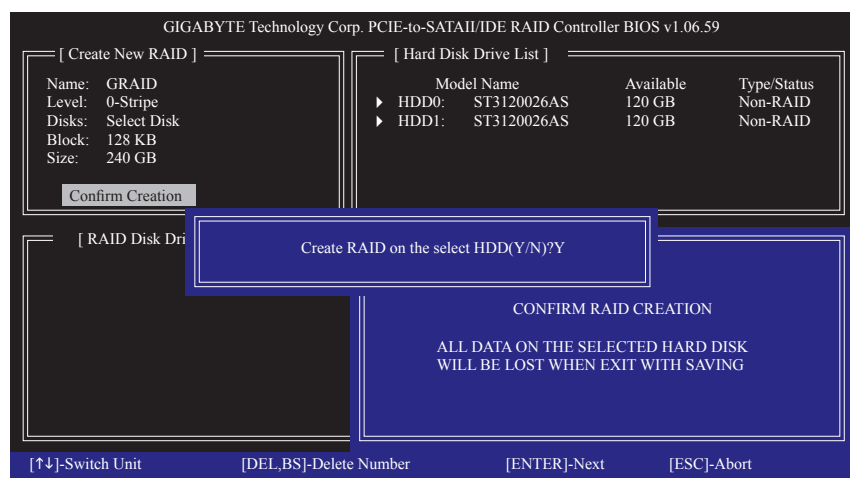 GIGABYTE Technology Corp. PCIE-to-SATAII/IDE RAID Controller BIOS v1.06.59
[ Create New RAID ]
Name: GRAID
Level: 0-Stripe
Disks: Select Disk
Block: 128 KB
Size: 240 GB
Confirm Creation
[ Hard Disk Drive List ]
Model Name Available Type/Status
HDD0: ST3120026AS 120 GB Non-RAID
HDD1: ST3120026AS 120 GB Non-RAID
[ RAID Disk Dri
Create RAID on the select HDD(Y/N)?Y
CONFIRM RAID CREATION
ALL DATA ON THE SELECTED HARD DISK
WILL BE LOST WHEN EXIT WITH SAVING
[↑↓]-Switch Unit [DEL,BS]-Delete Number [ENTER]-Next [ESC]-Abort